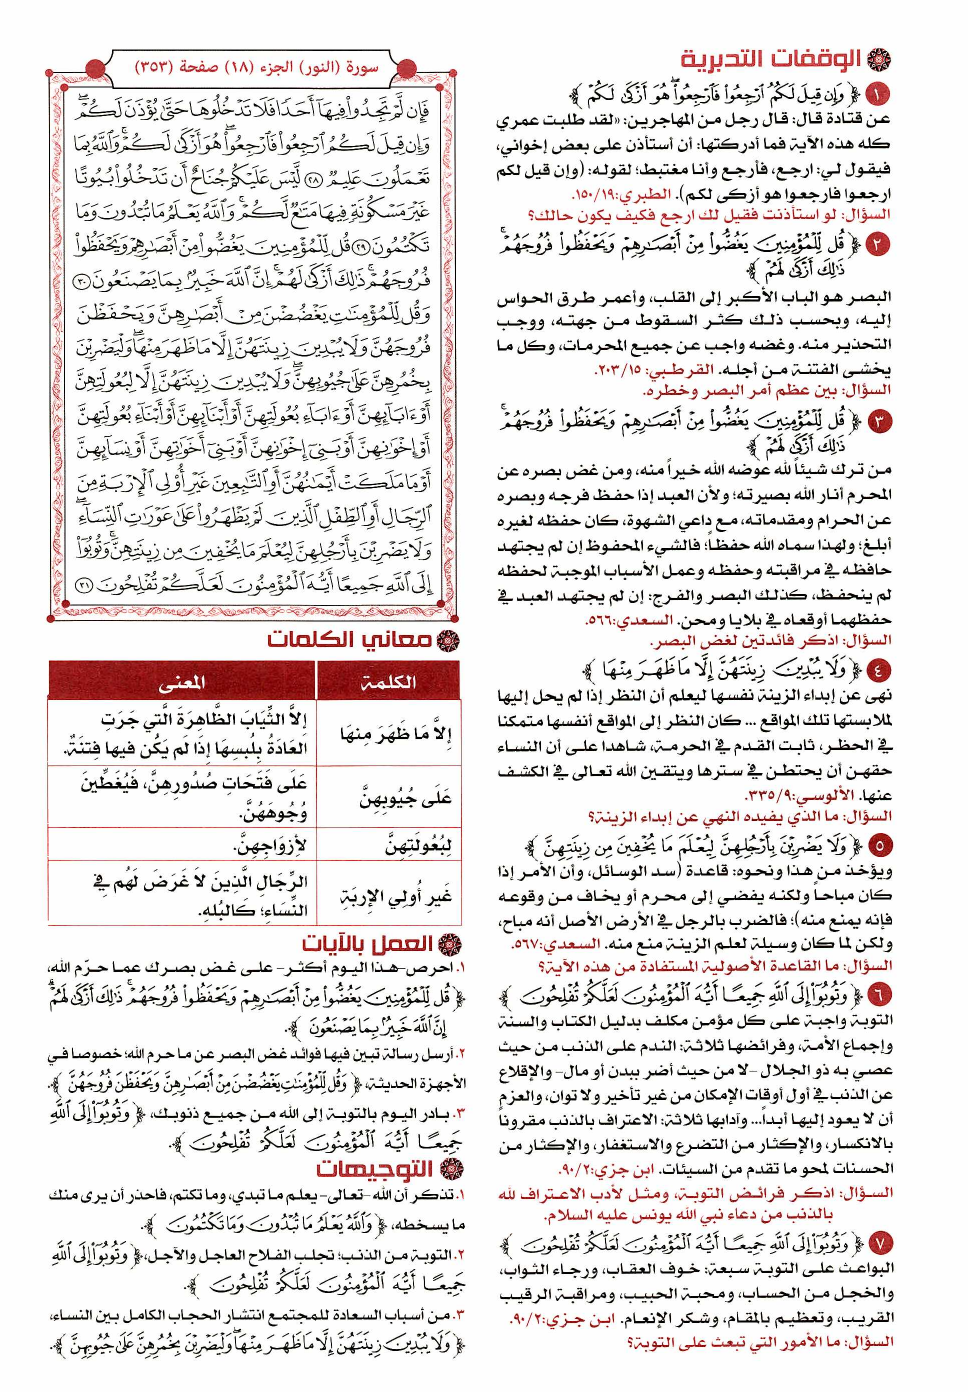 الوقفات التدبرية
١ ﴿ وَإِن قِيلَ لَكُمُ ٱرْجِعُوا۟ فَٱرْجِعُوا۟ ۖ هُوَ أَزْكَىٰ لَكُمْ ﴾
عن قتادة قال: قال رجل من المهاجرين: «لقد طلبت عمري
كله هذه الآية فما أدركتها: أن أستأذن على بعض إخواني،
فيقول لي: ارجع، فأرجع وأنا مغتبط؛ لقوله: (وإن قيل لكم
ارجعوا فارجعوا هو أزكى لكم). الطبري:١٥٠/١٩.
السؤال: لو استأذنت فقيل لك ارجع فكيف يكون حالك؟
٢ ﴿ قُل لِّلْمُؤْمِنِينَ يَغُضُّوا۟ مِنْ أَبْصَٰرِهِمْ وَيَحْفَظُوا۟ فُرُوجَهُمْ ۚ
ذَٰلِكَ أَزْكَىٰ لَهُمْ ﴾
البصر هو الباب الأكبر إلى القلب، وأعمر طرق الحواس
إليه، وبحسب ذلك كثر السقوط من جهته، ووجب
التحذير منه. وغضه واجب عن جميع المحرمات، وكل ما
يخشى الفتنة من أجله. القرطبي: ٢٠٣/١٥.
السؤال: بين عظم أمر البصر وخطره.
٣ ﴿ قُل لِّلْمُؤْمِنِينَ يَغُضُّوا۟ مِنْ أَبْصَٰرِهِمْ وَيَحْفَظُوا۟ فُرُوجَهُمْ ۚ
ذَٰلِكَ أَزْكَىٰ لَهُمْ ﴾
من ترك شيئاً لله عوضه الله خيراً منه، ومن غض بصره عن
المحرم أنار الله بصيرته؛ ولأن العبد إذا حفظ فرجه وبصره
عن الحرام ومقدماته، مع داعي الشهوة، كان حفظه لغيره
أبلغ؛ ولهذا سماه الله حفظاً؛ فالشيء المحفوظ إن لم يجتهد
حافظه في مراقبته وحفظه وعمل الأسباب الموجبة لحفظه
لم ينحفظ، كذلك البصر والفرج: إن لم يجتهد العبد في
حفظهما أوقعاه في بلايا ومحن. السعدي:٥٦٦.
السؤال: اذكر فائدتين لغض البصر.
٤ ﴿ وَلَا يُبْدِينَ زِينَتَهُنَّ إِلَّا مَا ظَهَرَ مِنْهَا ﴾
نهى عن إبداء الزينة نفسها ليعلم أن النظر إذا لم يحل إليها
لملابستها تلك المواقع ... كان النظر إلى المواقع أنفسها متمكنا
في الحظر، ثابت القدم في الحرمة، شاهدا على أن النساء
حقهن أن يحتطن في سترها ويتقين الله تعالى في الكشف
عنها. الألوسي:٣٣٥/٩.
السؤال: ما الذي يفيده النهي عن إبداء الزينة؟
٥ ﴿ وَلَا يَضْرِبْنَ بِأَرْجُلِهِنَّ لِيُعْلَمَ مَا يُخْفِينَ مِن زِينَتِهِنَّ ﴾
ويؤخذ من هذا ونحوه: قاعدة (سد الوسائل، وأن الأمر إذا
كان مباحاً ولكنه يفضي إلى محرم أو يخاف من وقوعه
فإنه يمنع منه)؛ فالضرب بالرجل في الأرض الأصل أنه مباح،
ولكن لما كان وسيلة لعلم الزينة منع منه. السعدي:٥٦٧.
السؤال: ما القاعدة الأصولية المستفادة من هذه الآية؟
٦ ﴿ وَتُوبُوٓا۟ إِلَى ٱللَّهِ جَمِيعًا أَيُّهَ ٱلْمُؤْمِنُونَ لَعَلَّكُمْ تُفْلِحُونَ ﴾
التوبة واجبة على كل مؤمن مكلف بدليل الكتاب والسنة
وإجماع الأمة، وفرائضها ثلاثة: الندم على الذنب من حيث
عصي به ذو الجلال -لا من حيث أضر ببدن أو مال- والإقلاع
عن الذنب في أول أوقات الإمكان من غير تأخير ولا توان، والعزم
أن لا يعود إليها أبداً... وآدابها ثلاثة: الاعتراف بالذنب مقروناً
بالانكسار، والإكثار من التضرع والاستغفار، والإكثار من
الحسنات لمحو ما تقدم من السيئات. ابن جزي:٩٠/٢.
السؤال: اذكر فرائض التوبة، ومثل لأدب الاعتراف لله
بالذنب من دعاء نبي الله يونس عليه السلام.
٧ ﴿ وَتُوبُوٓا۟ إِلَى ٱللَّهِ جَمِيعًا أَيُّهَ ٱلْمُؤْمِنُونَ لَعَلَّكُمْ تُفْلِحُونَ ﴾
البواعث على التوبة سبعة: خوف العقاب، ورجاء الثواب،
والخجل من الحساب، ومحبة الحبيب، ومراقبة الرقيب
القريب، وتعظيم بالمقام، وشكر الإنعام. ابن جزي:٩٠/٢.
السؤال: ما الأمور التي تبعث على التوبة؟
سورة (النور) الجزء (١٨) صفحة (٣٥٣)
فَإِن لَّمْ تَجِدُوا۟ فِيهَآ أَحَدًا فَلَا تَدْخُلُوهَا حَتَّىٰ يُؤْذَنَ لَكُمْ ۖ
وَإِن قِيلَ لَكُمُ ٱرْجِعُوا۟ فَٱرْجِعُوا۟ ۖ هُوَ أَزْكَىٰ لَكُمْ ۚ وَٱللَّهُ بِمَا
تَعْمَلُونَ عَلِيمٌ ٢٨ لَّيْسَ عَلَيْكُمْ جُنَاحٌ أَن تَدْخُلُوا۟ بُيُوتًا
غَيْرَ مَسْكُونَةٍ فِيهَا مَتَٰعٌ لَّكُمْ ۚ وَٱللَّهُ يَعْلَمُ مَا تُبْدُونَ وَمَا
تَكْتُمُونَ ٢٩ قُل لِّلْمُؤْمِنِينَ يَغُضُّوا۟ مِنْ أَبْصَٰرِهِمْ وَيَحْفَظُوا۟
فُرُوجَهُمْ ۚ ذَٰلِكَ أَزْكَىٰ لَهُمْ ۗ إِنَّ ٱللَّهَ خَبِيرٌۢ بِمَا يَصْنَعُونَ ٣٠
وَقُل لِّلْمُؤْمِنَٰتِ يَغْضُضْنَ مِنْ أَبْصَٰرِهِنَّ وَيَحْفَظْنَ
فُرُوجَهُنَّ وَلَا يُبْدِينَ زِينَتَهُنَّ إِلَّا مَا ظَهَرَ مِنْهَا ۖ وَلْيَضْرِبْنَ
بِخُمُرِهِنَّ عَلَىٰ جُيُوبِهِنَّ ۖ وَلَا يُبْدِينَ زِينَتَهُنَّ إِلَّا لِبُعُولَتِهِنَّ
أَوْ ءَابَآئِهِنَّ أَوْ ءَابَآءِ بُعُولَتِهِنَّ أَوْ أَبْنَآئِهِنَّ أَوْ أَبْنَآءِ بُعُولَتِهِنَّ
أَوْ إِخْوَٰنِهِنَّ أَوْ بَنِىٓ إِخْوَٰنِهِنَّ أَوْ بَنِىٓ أَخَوَٰتِهِنَّ أَوْ نِسَآئِهِنَّ
أَوْ مَا مَلَكَتْ أَيْمَٰنُهُنَّ أَوِ ٱلتَّٰبِعِينَ غَيْرِ أُو۟لِى ٱلْإِرْبَةِ مِنَ
ٱلرِّجَالِ أَوِ ٱلطِّفْلِ ٱلَّذِينَ لَمْ يَظْهَرُوا۟ عَلَىٰ عَوْرَٰتِ ٱلنِّسَآءِ ۖ
وَلَا يَضْرِبْنَ بِأَرْجُلِهِنَّ لِيُعْلَمَ مَا يُخْفِينَ مِن زِينَتِهِنَّ ۚ وَتُوبُوٓا۟
إِلَى ٱللَّهِ جَمِيعًا أَيُّهَ ٱلْمُؤْمِنُونَ لَعَلَّكُمْ تُفْلِحُونَ ٣١
معاني الكلمات
الكلمة المعنى
إِلاَّ مَا ظَهَرَ مِنهَا إِلاَّ الثِّيَابَ الظَّاهِرَةَ الَّتي جَرَتِ
العَادَةُ بِلِبسِهَا إِذَا لم يَكُن فيها فِتنَةٌ.
عَلَى جُيُوبِهِنَّ عَلَى فَتَحَاتِ صُدُورِهِنَّ، فَيُغَطِّينَ
وُجُوهَهُنَّ.
لِبُعُولَتِهِنَّ لأَزوَاجِهِنَّ.
غَيرِ أُولِي الإِربَةِ الرِّجَالِ الَّذِينَ لاَ غَرَضَ لَهُم في
النِّسَاءِ؛ كَالبُلهِ.
العمل بالآيات
١. احرص-هذا اليوم أكثر- على غض بصرك عما حرّم الله،
﴿ قُل لِّلْمُؤْمِنِينَ يَغُضُّوا۟ مِنْ أَبْصَٰرِهِمْ وَيَحْفَظُوا۟ فُرُوجَهُمْ ۚ ذَٰلِكَ أَزْكَىٰ لَهُمْ ۗ
إِنَّ ٱللَّهَ خَبِيرٌۢ بِمَا يَصْنَعُونَ ﴾.
٢. أرسل رسالة تبين فيها فوائد غض البصر عن ما حرم الله؛ خصوصا في
الأجهزة الحديثة، ﴿ وَقُل لِّلْمُؤْمِنَٰتِ يَغْضُضْنَ مِنْ أَبْصَٰرِهِنَّ وَيَحْفَظْنَ فُرُوجَهُنَّ ﴾.
٣. بادر اليوم بالتوبة إلى الله من جميع ذنوبك، ﴿ وَتُوبُوٓا۟ إِلَى ٱللَّهِ
جَمِيعًا أَيُّهَ ٱلْمُؤْمِنُونَ لَعَلَّكُمْ تُفْلِحُونَ ﴾.
التوجيهات
١. تذكر أن الله -تعالى- يعلم ما تبدي، وما تكتم، فاحذر أن يرى منك
ما يسخطه، ﴿ وَٱللَّهُ يَعْلَمُ مَا تُبْدُونَ وَمَا تَكْتُمُونَ ﴾.
٢. التوبة من الذنب؛ تجلب الفلاح العاجل والآجل، ﴿ وَتُوبُوٓا۟ إِلَى ٱللَّهِ
جَمِيعًا أَيُّهَ ٱلْمُؤْمِنُونَ لَعَلَّكُمْ تُفْلِحُونَ ﴾.
٣. من أسباب السعادة للمجتمع انتشار الحجاب الكامل بين النساء،
﴿ وَلَا يُبْدِينَ زِينَتَهُنَّ إِلَّا مَا ظَهَرَ مِنْهَا ۖ وَلْيَضْرِبْنَ بِخُمُرِهِنَّ عَلَىٰ جُيُوبِهِنَّ ﴾.